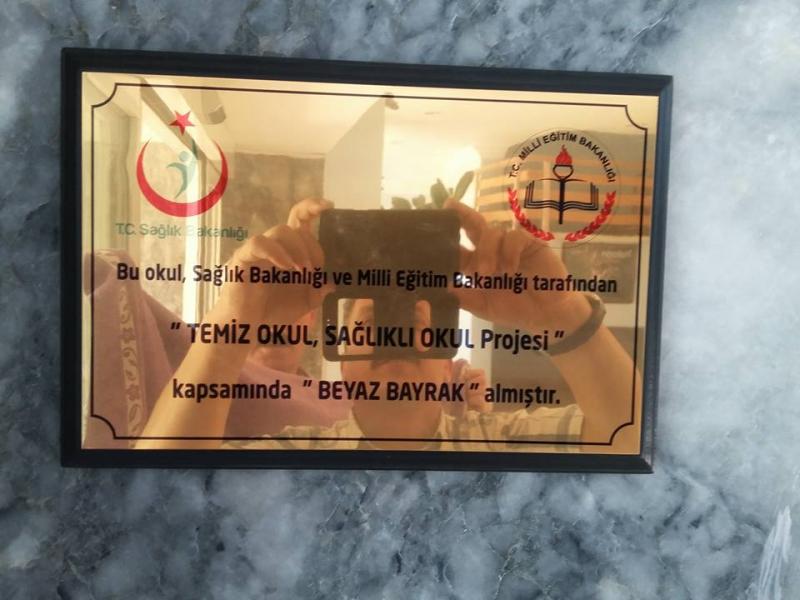 T.C. Sağlık Bakanlığı
T.C. MİLLİ EĞİTİM BAKANLIĞI
Bu okul, Sağlık Bakanlığı ve Milli Eğitim Bakanlığı tarafından
" TEMİZ OKUL, SAĞLIKLI OKUL Projesi "
kapsamında " BEYAZ BAYRAK " almıştır.